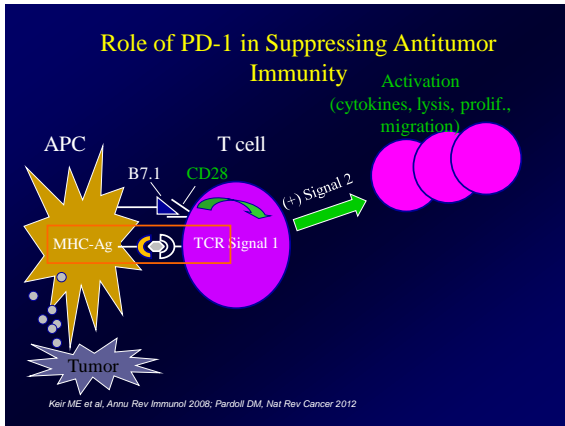 Role of PD-1 in Suppressing Antitumor
Immunity
Activation
(cytokines, lysis, prolif.,
migration)
APC
T cell
B7.1
CD28
(+) Signal 2
MHC-Ag
TCR Signal 1
Tumor
Keir ME et al, Annu Rev Immunol 2008; Pardoll DM, Nat Rev Cancer 2012